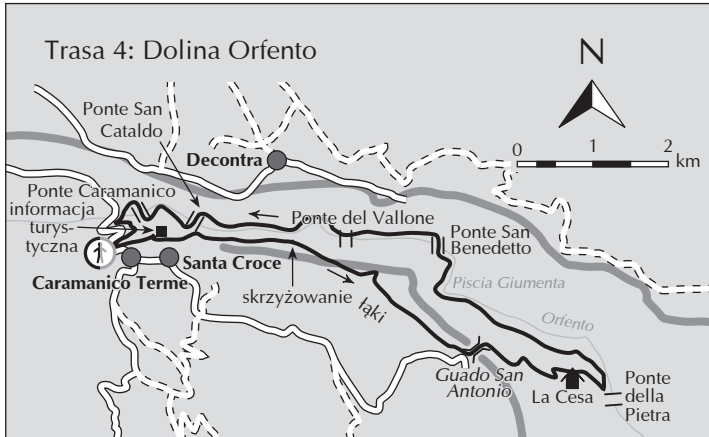 Trasa 4: Dolina Orfento
N
0 1 2
km
Ponte San
Cataldo
Decontra
Ponte Caramanico
informacja
turys-
tyczna
Ponte del Vallone
Ponte San
Benedetto
Santa Croce
Caramanico Terme
skrzyżowanie
łąki
Piscia Giumenta
Orfento
Guado San
Antonio
La Cesa
Ponte
della
Pietra